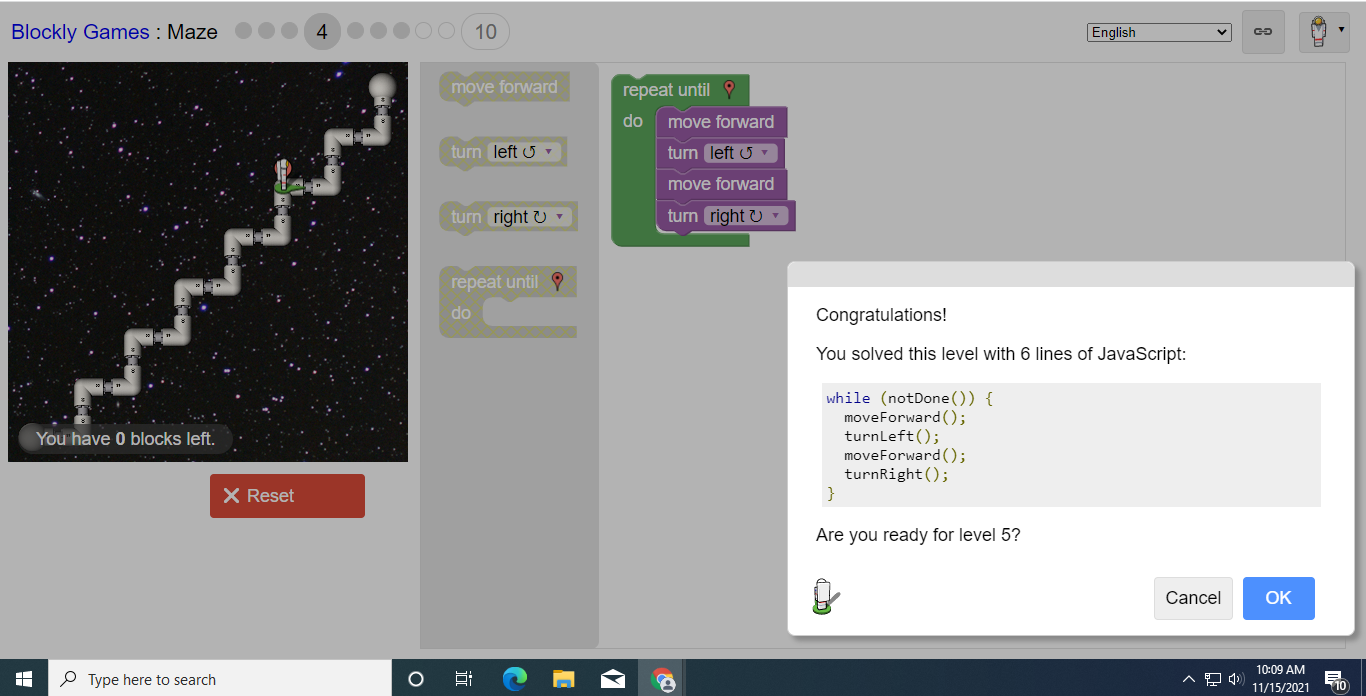 Blockly Games : Maze 4 10
English
You have 0 blocks left.
Reset
move forward
turn left
turn right
repeat until
do
repeat until
do
move forward
turn left
move forward
turn right
Congratulations!
You solved this level with 6 lines of JavaScript:
while (notDone()) {
moveForward();
turnLeft();
moveForward();
turnRight();
}
Are you ready for level 5?
Cancel
OK
Type here to search
10:09 AM
11/15/2021
10